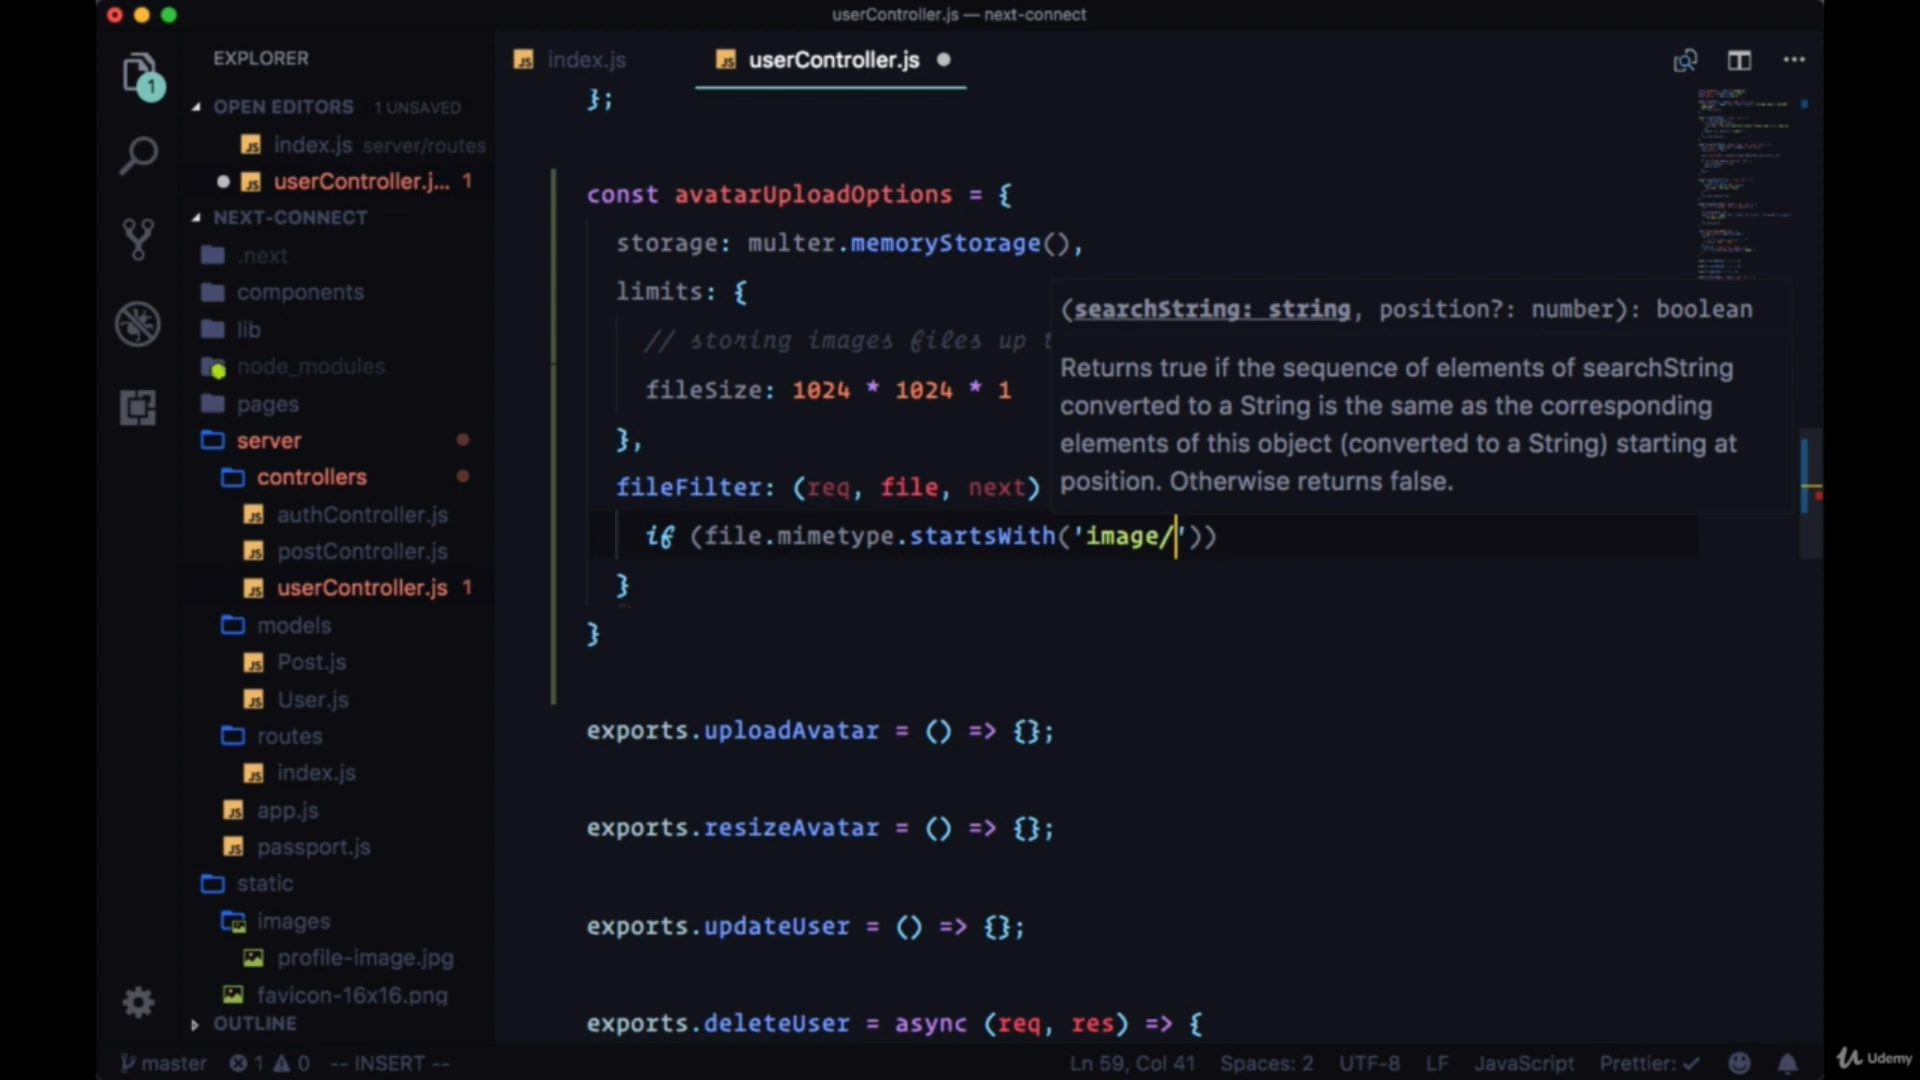 userController.js — next-connect
EXPLORER
index.js
userController.js
1
OPEN EDITORS 1 UNSAVED
index.js server/routes
userController.j... 1
NEXT-CONNECT
.next
components
lib
node_modules
pages
server
controllers
authController.js
postController.js
userController.js 1
models
Post.js
User.js
routes
index.js
app.js
passport.js
static
images
profile-image.jpg
favicon-16x16.png
OUTLINE
};
const avatarUploadOptions = {
storage: multer.memoryStorage(),
limits: {
// storing images files up t
fileSize: 1024 * 1024 * 1
},
fileFilter: (req, file, next)
if (file.mimetype.startsWith('image/'))
}
}
exports.uploadAvatar = () => {};
exports.resizeAvatar = () => {};
exports.updateUser = () => {};
exports.deleteUser = async (req, res) => {
(searchString: string, position?: number): boolean
Returns true if the sequence of elements of searchString
converted to a String is the same as the corresponding
elements of this object (converted to a String) starting at
position. Otherwise returns false.
master 1 0 -- INSERT --
Ln 59, Col 41 Spaces: 2 UTF-8 LF JavaScript Prettier: ✓
Udemy